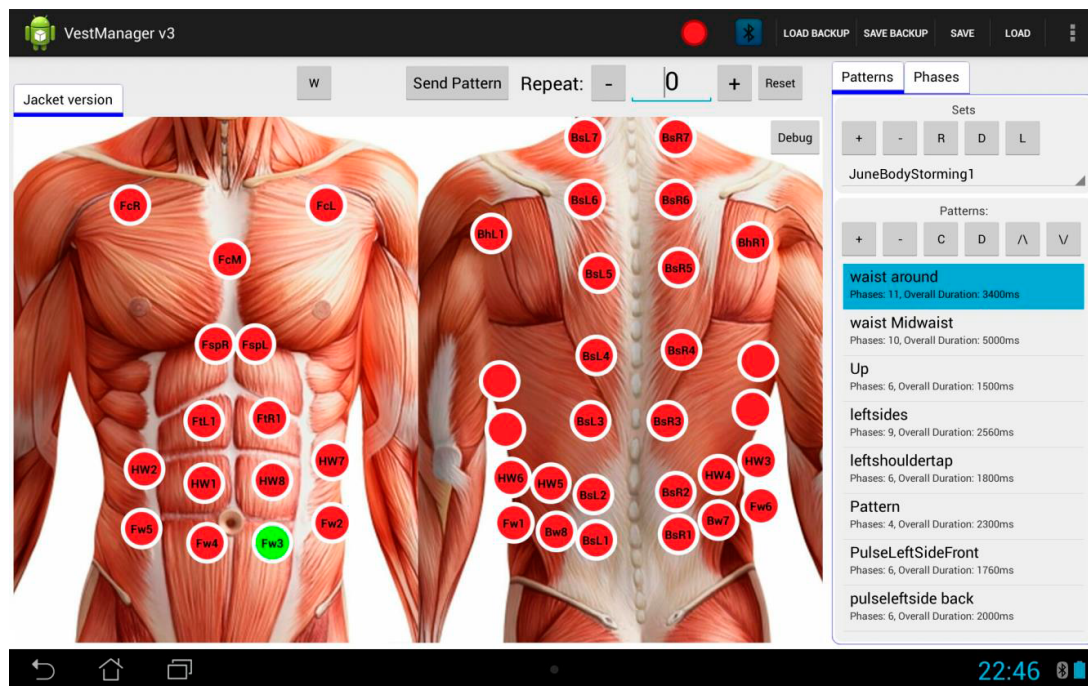 VestManager v3
LOAD BACKUP
SAVE BACKUP
SAVE
LOAD
Jacket version
W
Send Pattern
Repeat:
-
0
+
Reset
Debug
FcR
FcL
FcM
FspR
FspL
FtL1
FtR1
HW2
HW1
HW8
HW7
Fw5
Fw4
Fw3
Fw2
BsL7
BsR7
BsL6
BsR6
BhL1
BhR1
BsL5
BsR5
BsL4
BsR4
BsL3
BsR3
HW6
HW5
BsL2
BsR2
HW4
HW3
Fw1
Bw8
BsL1
BsR1
Bw7
Fw6
Patterns
Phases
Sets
+
-
R
D
L
JuneBodyStorming1
Patterns:
+
-
C
D
/\
\/
waist around
Phases: 11, Overall Duration: 3400ms
waist Midwaist
Phases: 10, Overall Duration: 5000ms
Up
Phases: 6, Overall Duration: 1500ms
leftsides
Phases: 9, Overall Duration: 2560ms
leftshouldertap
Phases: 6, Overall Duration: 1800ms
Pattern
Phases: 4, Overall Duration: 2300ms
PulseLeftSideFront
Phases: 6, Overall Duration: 1760ms
pulseleftside back
Phases: 6, Overall Duration: 2000ms
22:46